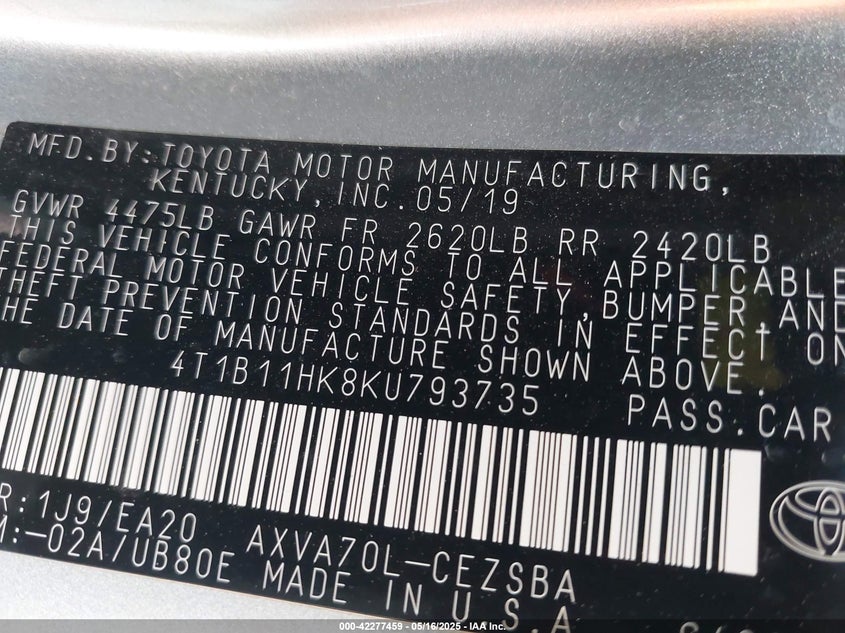 MFD.BY:TOYOTA MOTOR MANUFACTURING,
KENTUCKY,INC.05/19
GVWR 4475LB GAWR FR 2620LB RR 2420LB
THIS VEHICLE CONFORMS TO ALL APPLICABLE
FEDERAL MOTOR VEHICLE SAFETY,BUMPER,AND
THEFT PREVENTION STANDARDS IN EFFECT ON
THE DATE OF MANUFACTURE SHOWN ABOVE.
4T1B11HK8KU793735 PASS.CAR
R:1J9/EA20 AXVA70L-CEZSBA
M:-02A/UB80E MADE IN U.S.A
000-42277459 - 05/16/2025 - IAA Inc.